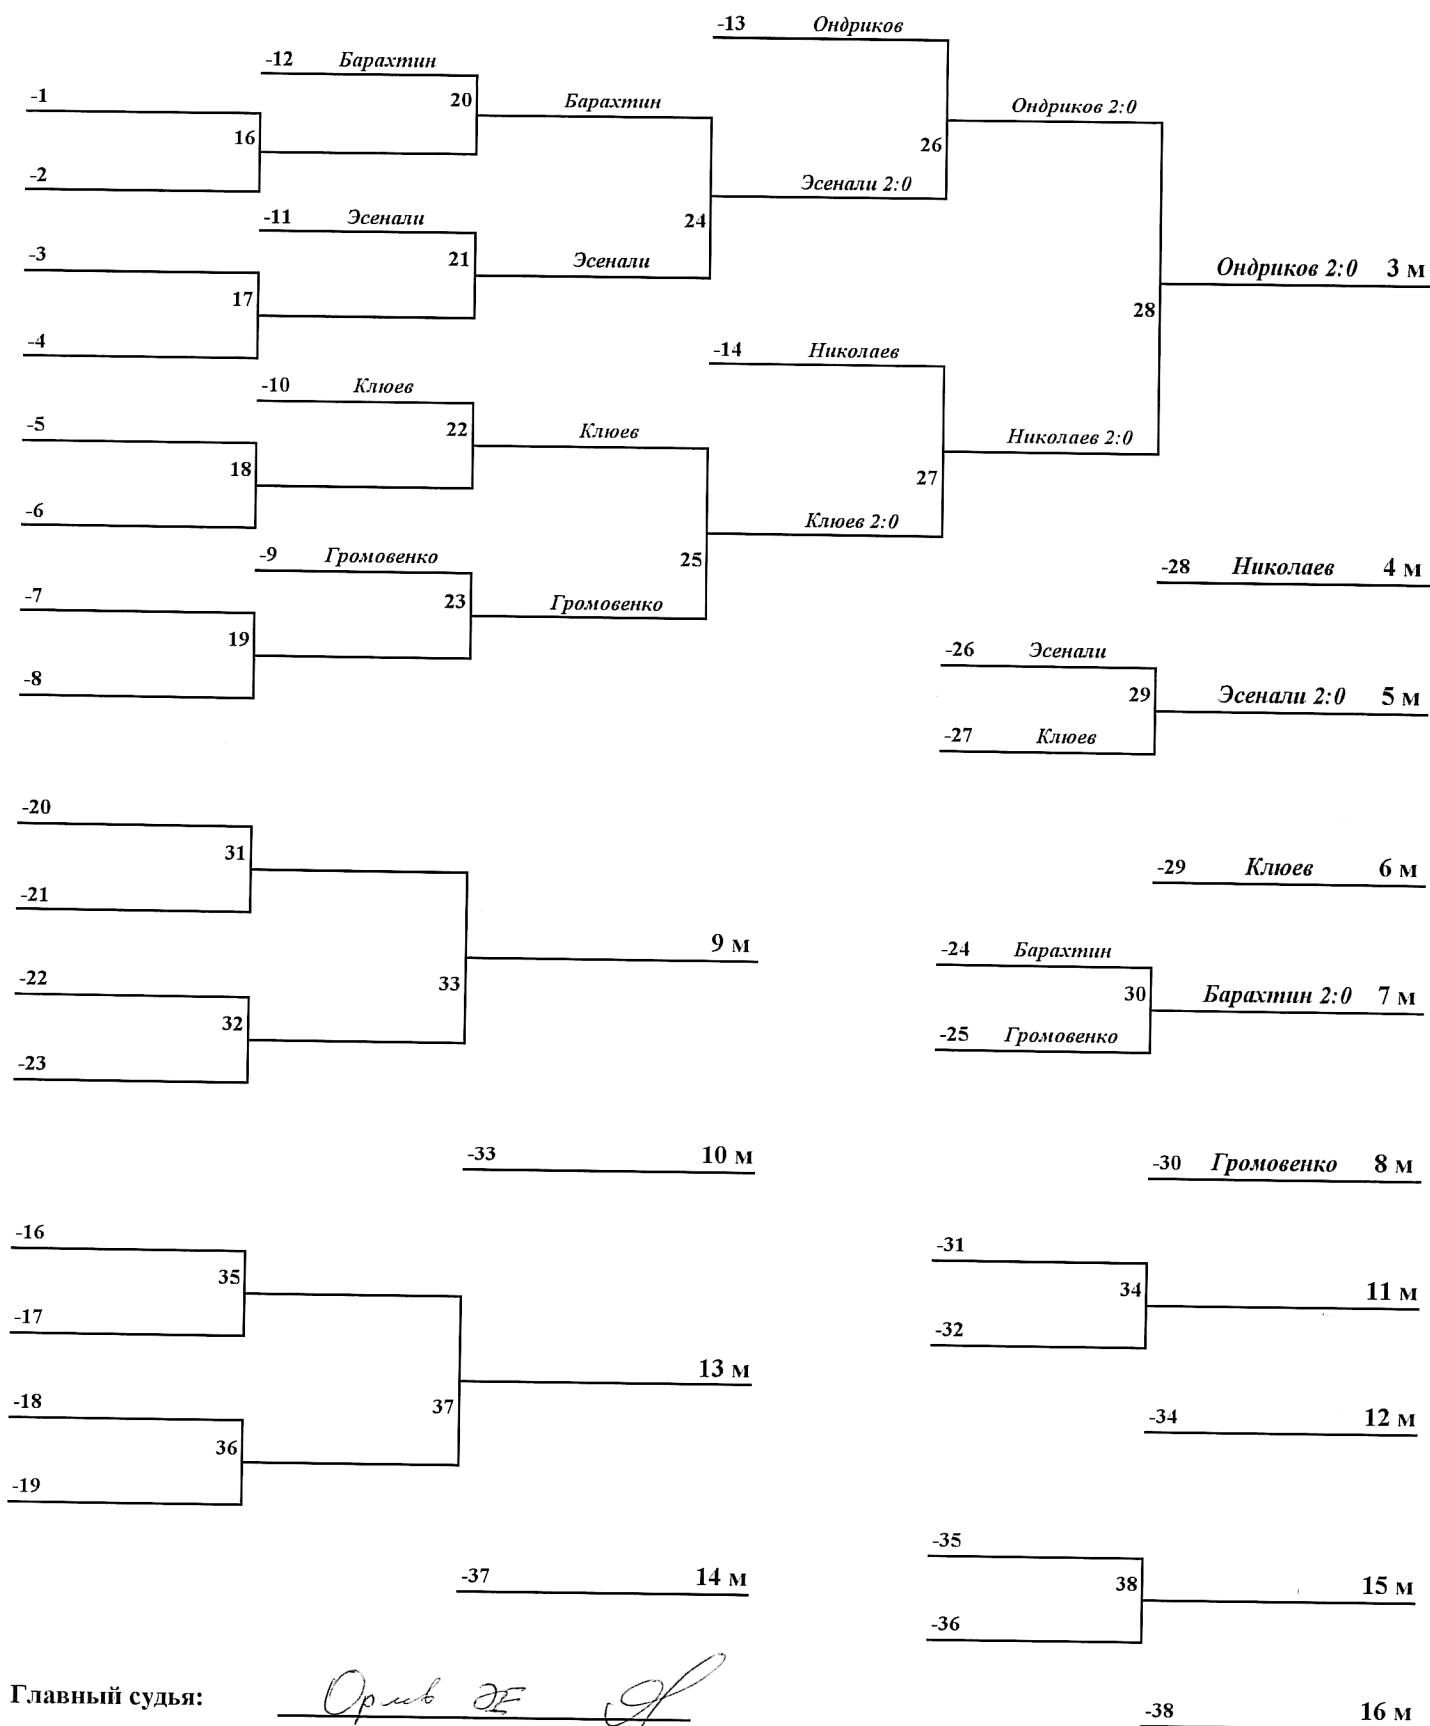 -13 Ондриков
-12 Барахтин
-1
20
Барахтин
Ондриков 2:0
16
26
-2
Эсенали 2:0
-11 Эсенали
24
-3
21
Эсенали
Ондриков 2:0 3 м
17
28
-4
-14 Николаев
-10 Клюев
-5
22
Клюев
Николаев 2:0
18
27
-6
Клюев 2:0
-9 Громовенко
25
-28 Николаев 4 м
-7
23
Громовенко
19
-26 Эсенали
-8
29
Эсенали 2:0 5 м
-27 Клюев
-20
31
-29 Клюев 6 м
-21
9 м
-24 Барахтин
-22
33
30
Барахтин 2:0 7 м
32
-25 Громовенко
-23
-33 10 м
-30 Громовенко 8 м
-16
-31
35
34
11 м
-17
-32
13 м
-18
37
-34 12 м
36
-19
-35
-37 14 м
38
15 м
-36
Главный судья:
-38 16 м